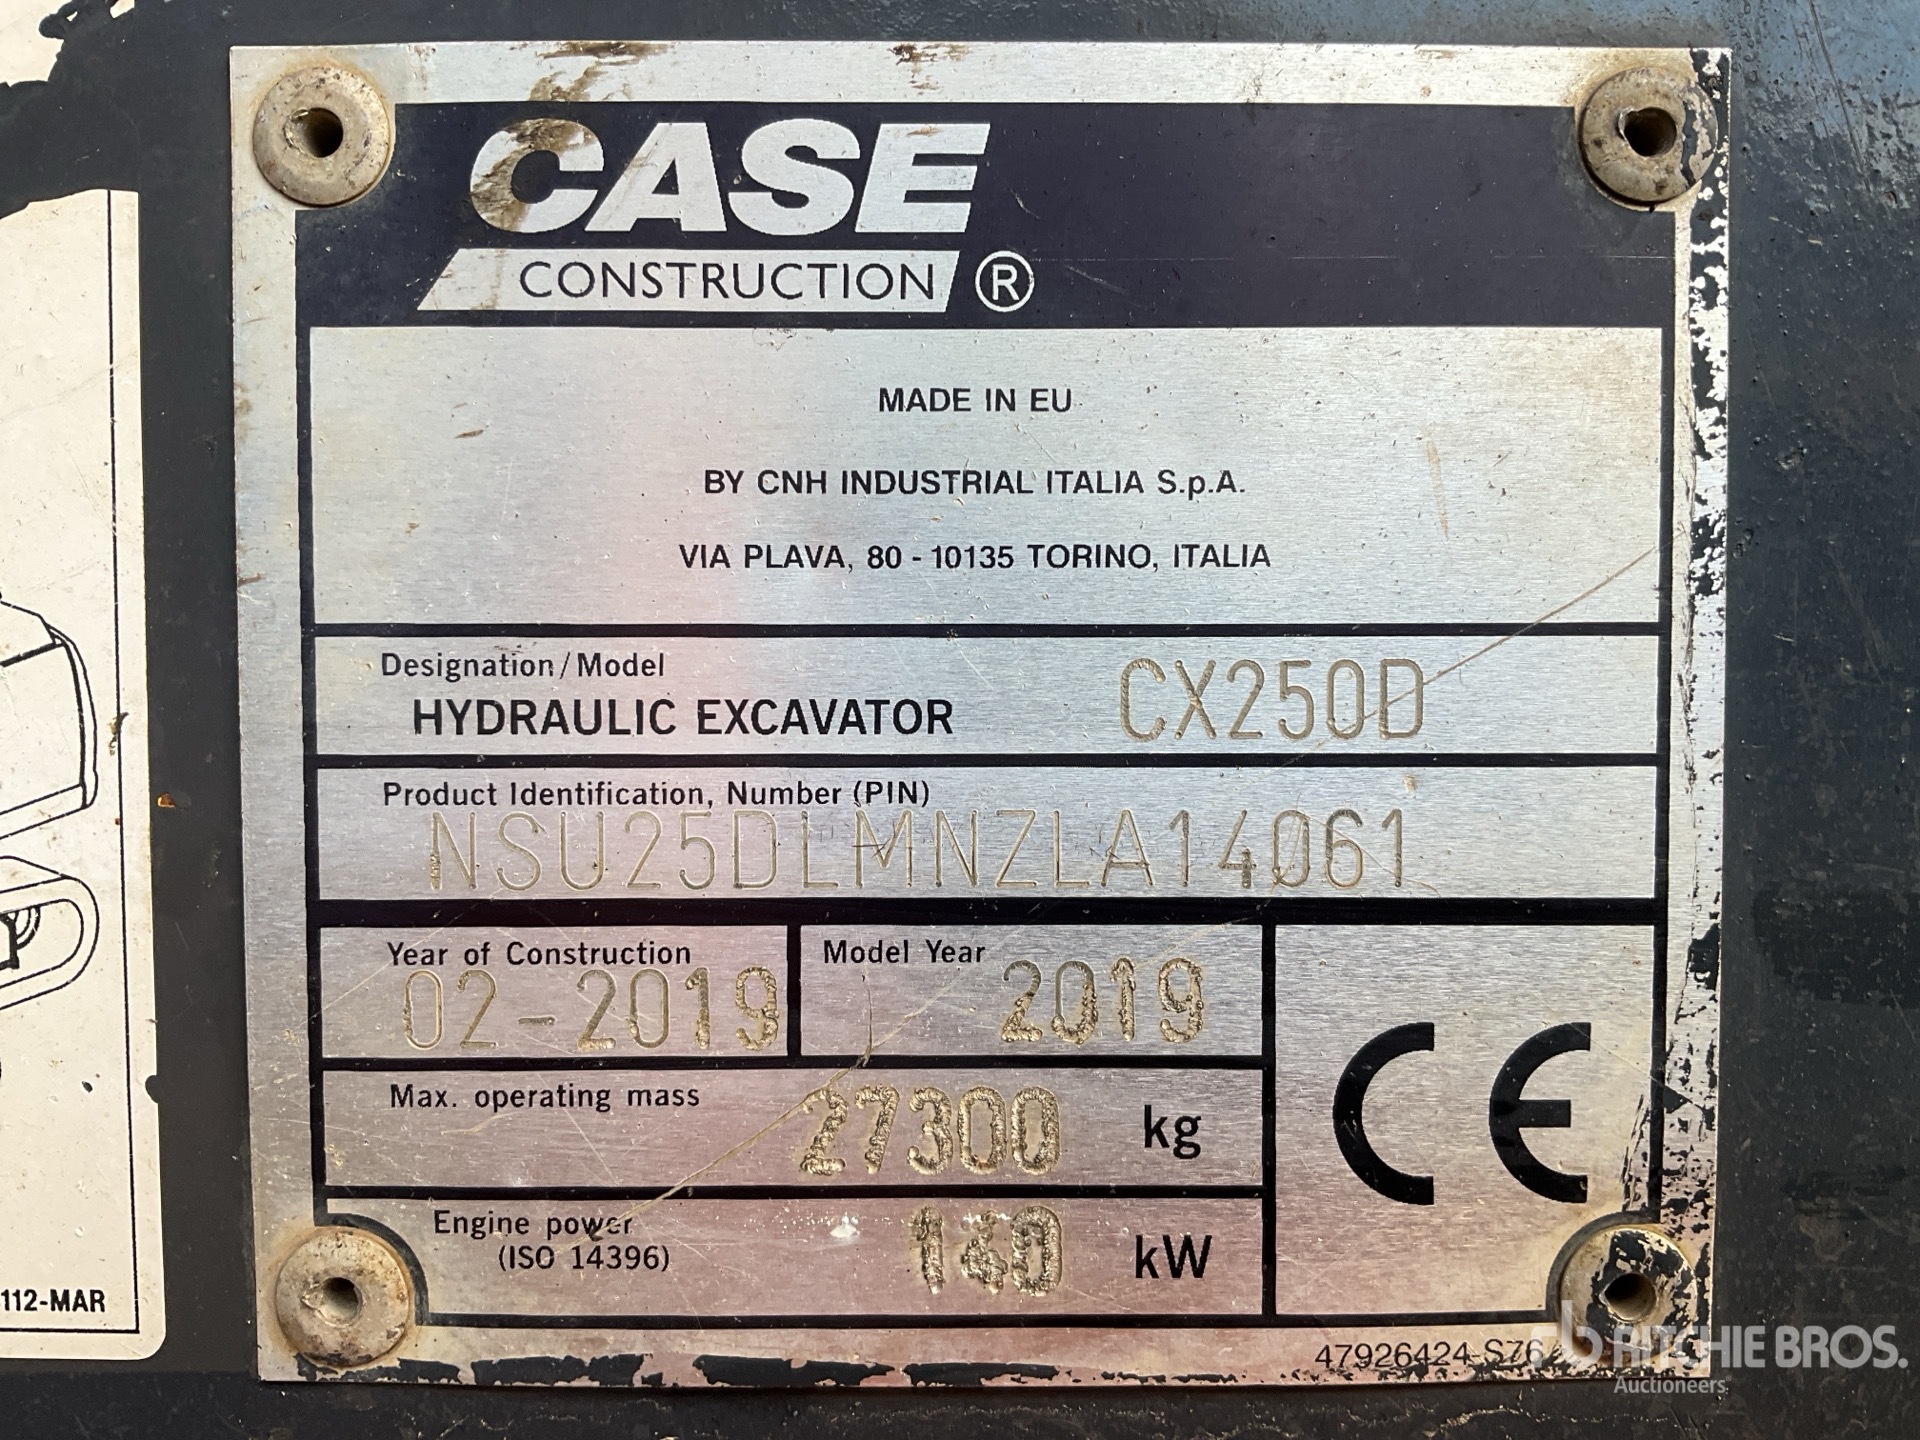 CASE
CONSTRUCTION ®
MADE IN EU
BY CNH INDUSTRIAL ITALIA S.p.A.
VIA PLAVA, 80 - 10135 TORINO, ITALIA
Designation/Model
HYDRAULIC EXCAVATOR CX250D
Product Identification, Number (PIN)
NSU25DLMNZLA14061
Year of Construction Model Year
02-2019 2019
Max. operating mass 27300 kg
Engine power
(ISO 14396) 140 kW
CE
112-MAR
47926424-S76
RITCHIE BROS.
Auctioneers